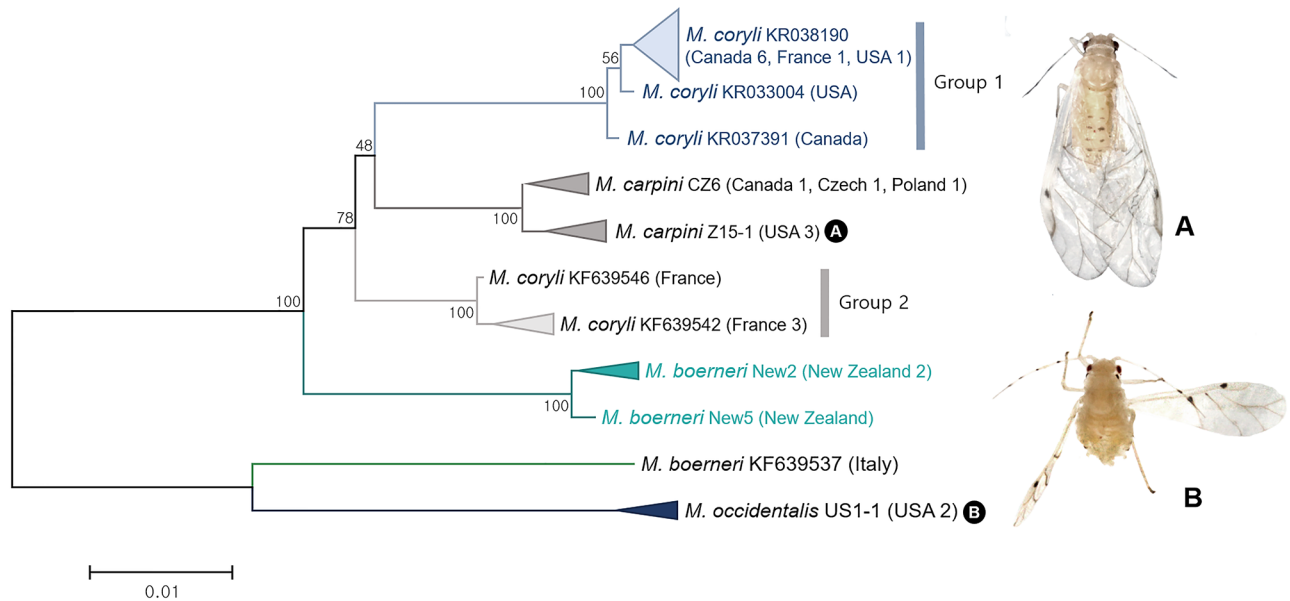 M. coryli KR038190
(Canada 6, France 1, USA 1)
56
M. coryli KR033004 (USA)
100
Group 1
M. coryli KR037391 (Canada)
48
M. carpini CZ6 (Canada 1, Czech 1, Poland 1)
100
M. carpini Z15-1 (USA 3) A
A
78
M. coryli KF639546 (France)
100
Group 2
M. coryli KF639542 (France 3)
100
M. boerneri New2 (New Zealand 2)
100
M. boerneri New5 (New Zealand)
M. boerneri KF639537 (Italy)
M. occidentalis US1-1 (USA 2) B
B
0.01